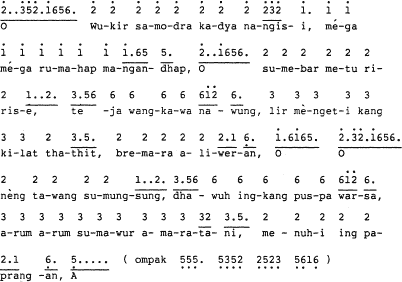 2..352.1656. 2 2 2 2 2 2 2 232 1. i i
O Wu-kir sa-mo-dra ka-dya na-ngis-i, mé-ga
i i i i i i 1.65 5. 2..1656. 2 2 2 2 2
mé-ga ru-ma-hap ma-ngan-dhap, O su-me-bar me-tu ri-
2 1..2. 3.56 6 6 6 6 6 612 6. 3 3 3 3 3
ris-e, te -ja wang-ka-wa na - wung, lir mènget-i kang
3 3 2 3.5. 2 2 2 2 2 2.1 6. 1.6165. 2.32.1656.
ki-lat tha-thit, bre-ma-ra a-li-wer-an, O O
2 2 2 2 2 1..2. 3.56 6 6 6 6 6 612 6.
nèng ta-wang su-mung-sung, dha - wuh ing-kang pus-pa war-sa,
3 3 3 3 3 3 3 3 3 32 3.5. 2 2 2 2 2
a-rum a-rum su-ma-wur a-ma-ra-ta- ni, me - nuh-i ing pa-
2.1 6. 5..... ( ompak 555. 5352 2523 5616 )
prang -an, A